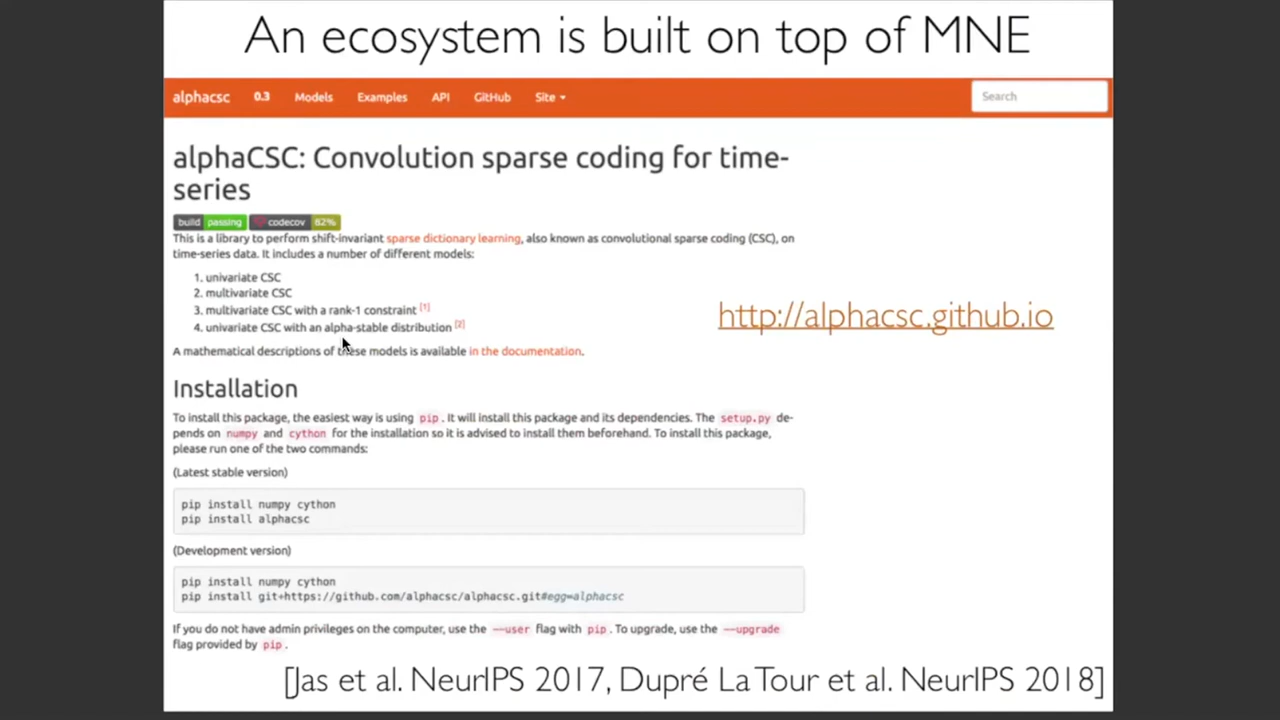 An ecosystem is built on top of MNE
alphacsc 0.3 Models Examples API GitHub Site Search
alphaCSC: Convolution sparse coding for time-
series
build passing codecov 82%
This is a library to perform shift-invariant sparse dictionary learning, also known as convolutional sparse coding (CSC), on
time-series data. It includes a number of different models:
1. univariate CSC
2. multivariate CSC
3. multivariate CSC with a rank-1 constraint [1]
4. univariate CSC with an alpha-stable distribution [2]
http://alphacsc.github.io
A mathematical descriptions of these models is available in the documentation.
Installation
To install this package, the easiest way is using pip. It will install this package and its dependencies. The setup.py de-
pends on numpy and cython for the installation so it is advised to install them beforehand. To install this package,
please run one of the two commands:
(Latest stable version)
pip install numpy cython
pip install alphacsc
(Development version)
pip install numpy cython
pip install git+https://github.com/alphacsc/alphacsc.git#egg=alphacsc
If you do not have admin privileges on the computer, use the --user flag with pip. To upgrade, use the --upgrade
flag provided by pip.
[Jas et al. NeurIPS 2017, Dupré La Tour et al. NeurIPS 2018]